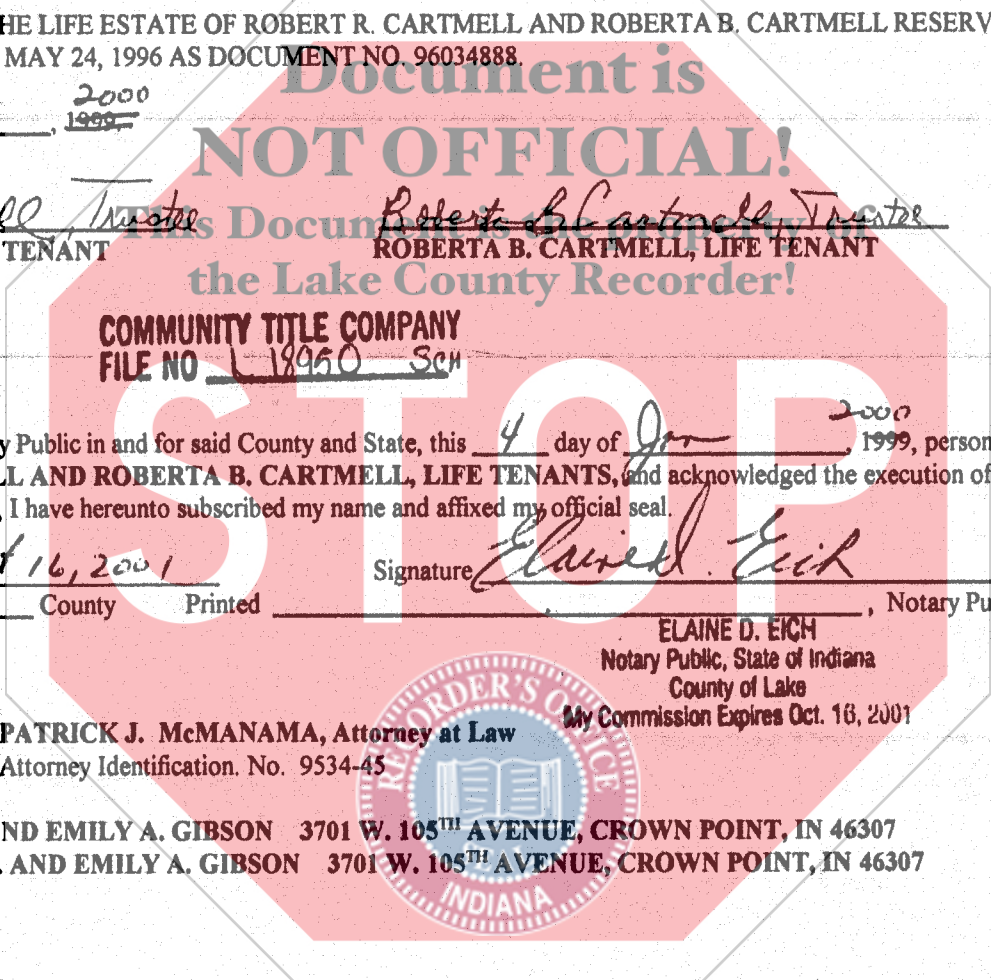 HE LIFE ESTATE OF ROBERT R. CARTMELL AND ROBERTA B. CARTMELL RESERV
MAY 24, 1996 AS DOCUMENT NO. 96034888.
Document is
2000
, 1999
NOT OFFICIAL!
ll, Trustee Roberta B Cartmell, Trustee
This Document is the property of
TENANT ROBERTA B. CARTMELL, LIFE TENANT
the Lake County Recorder!
COMMUNITY TITLE COMPANY
FILE NO L 18950 SCH
STOP
2000
y Public in and for said County and State, this 4 day of Jan, 1999, person
LL AND ROBERTA B. CARTMELL, LIFE TENANTS, and acknowledged the execution of
, I have hereunto subscribed my name and affixed my official seal.
16, 2001 Signature Elaine D. Eich
County Printed , Notary Pu
ELAINE D. EICH
Notary Public, State of Indiana
County of Lake
My Commission Expires Oct. 16, 2001
RECORDER'S OFFICE
PATRICK J. McMANAMA, Attorney at Law
Attorney Identification. No. 9534-45
ND EMILY A. GIBSON 3701 W. 105TH AVENUE, CROWN POINT, IN 46307
. AND EMILY A. GIBSON 3701 W. 105TH AVENUE, CROWN POINT, IN 46307
SEAL
INDIANA